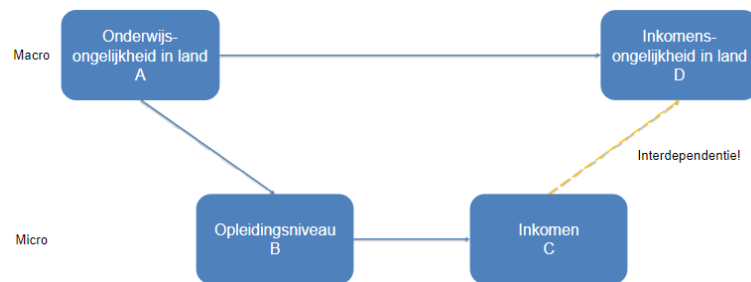 Onderwijs-
ongelijkheid in land
A
Inkomens-
ongelijkheid in land
D
Macro
Interdependentie!
Opleidingsniveau
B
Inkomen
C
Micro